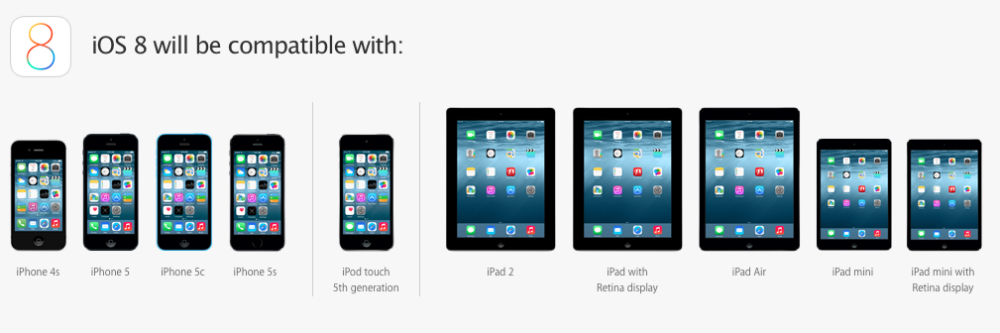 8
iOS 8 will be compatible with:
iPhone 4s
iPhone 5
iPhone 5c
iPhone 5s
iPod touch
5th generation
iPad 2
iPad with
Retina display
iPad Air
iPad mini
iPad mini with
Retina display